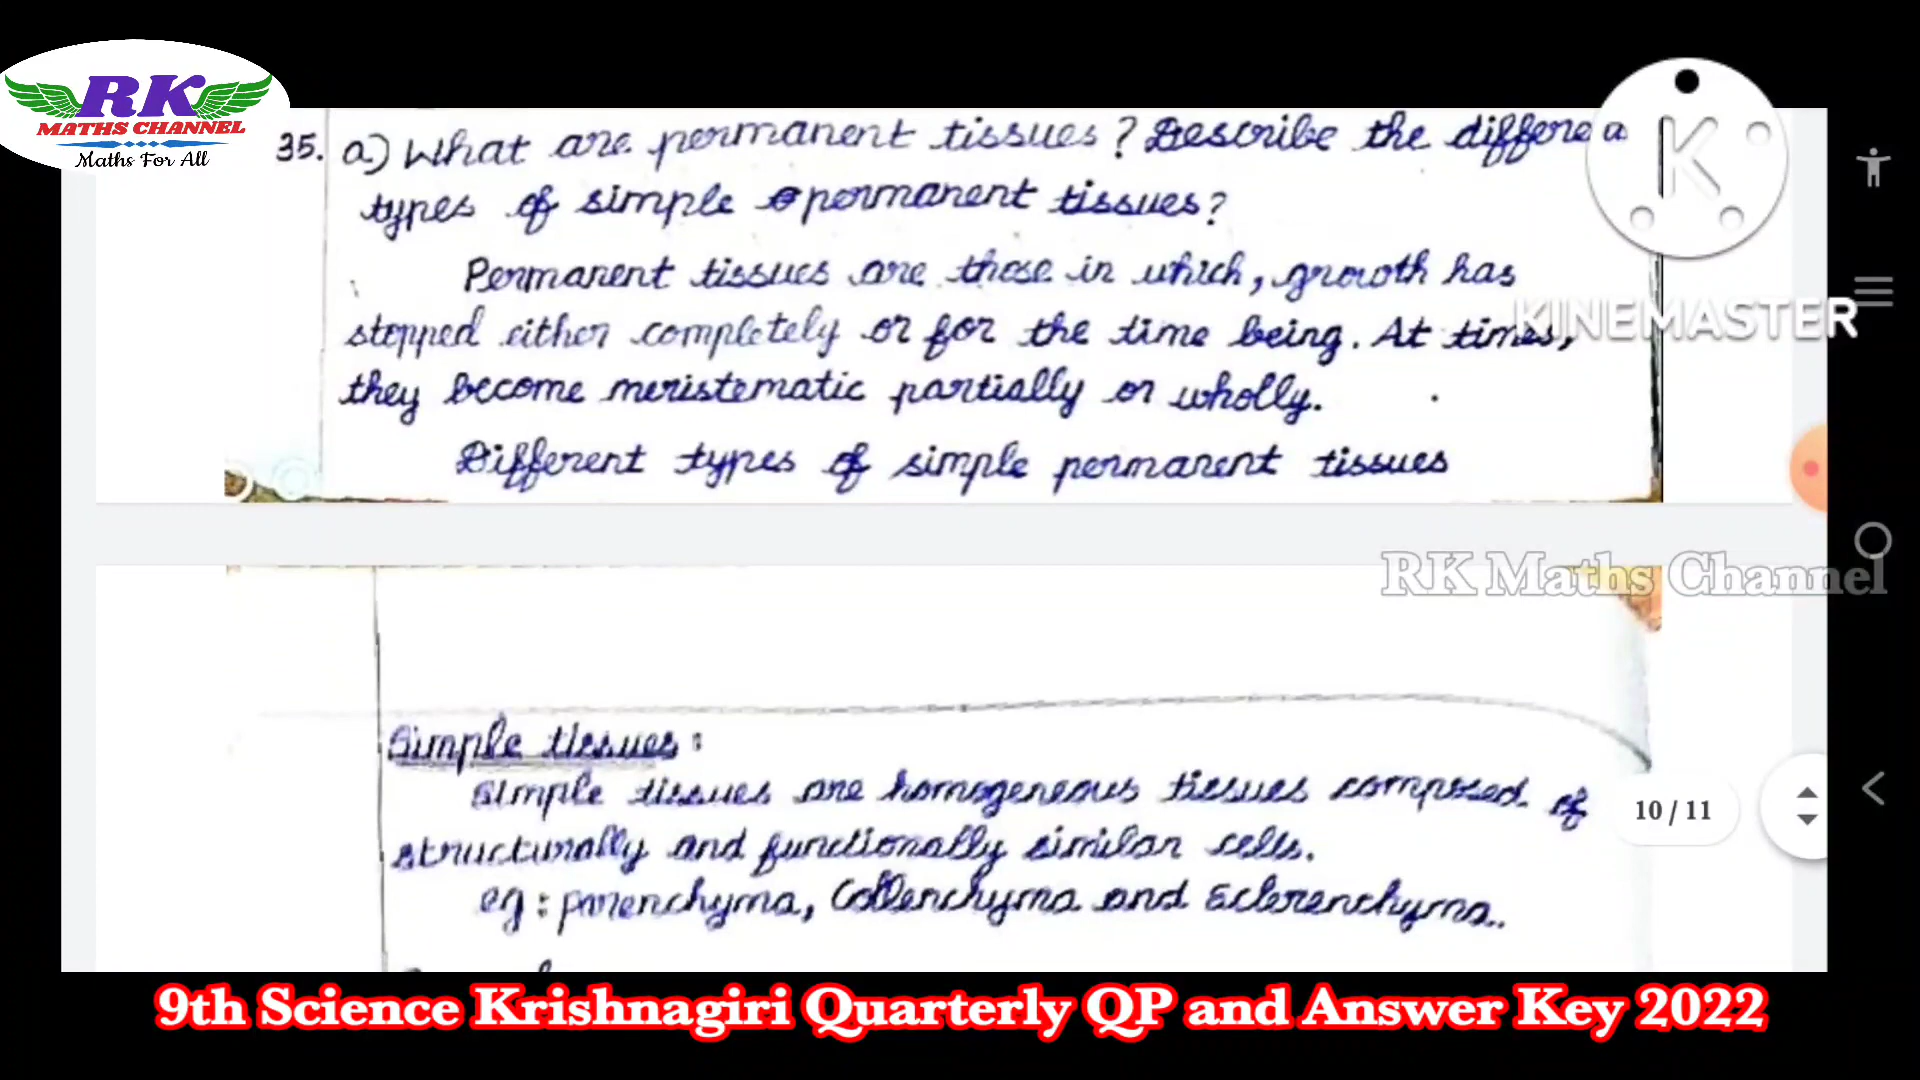 RK
MATHS CHANNEL
Maths For All
35. a) What are permanent tissues? Describe the differe
types of simple permanent tissues?
Permanent tissues are those in which, growth has
stopped either completely or for the time being. At times,
they become meristematic partially or wholly.
Different types of simple permanent tissues
K
KINEMASTER
RK Maths Channel
Simple tissues:
Simple tissues are homogeneous tissues composed of
structurally and functionally similar cells.
eg: parenchyma, Collenchyma and Sclerenchyma.
10 / 11
9th Science Krishnagiri Quarterly QP and Answer Key 2022